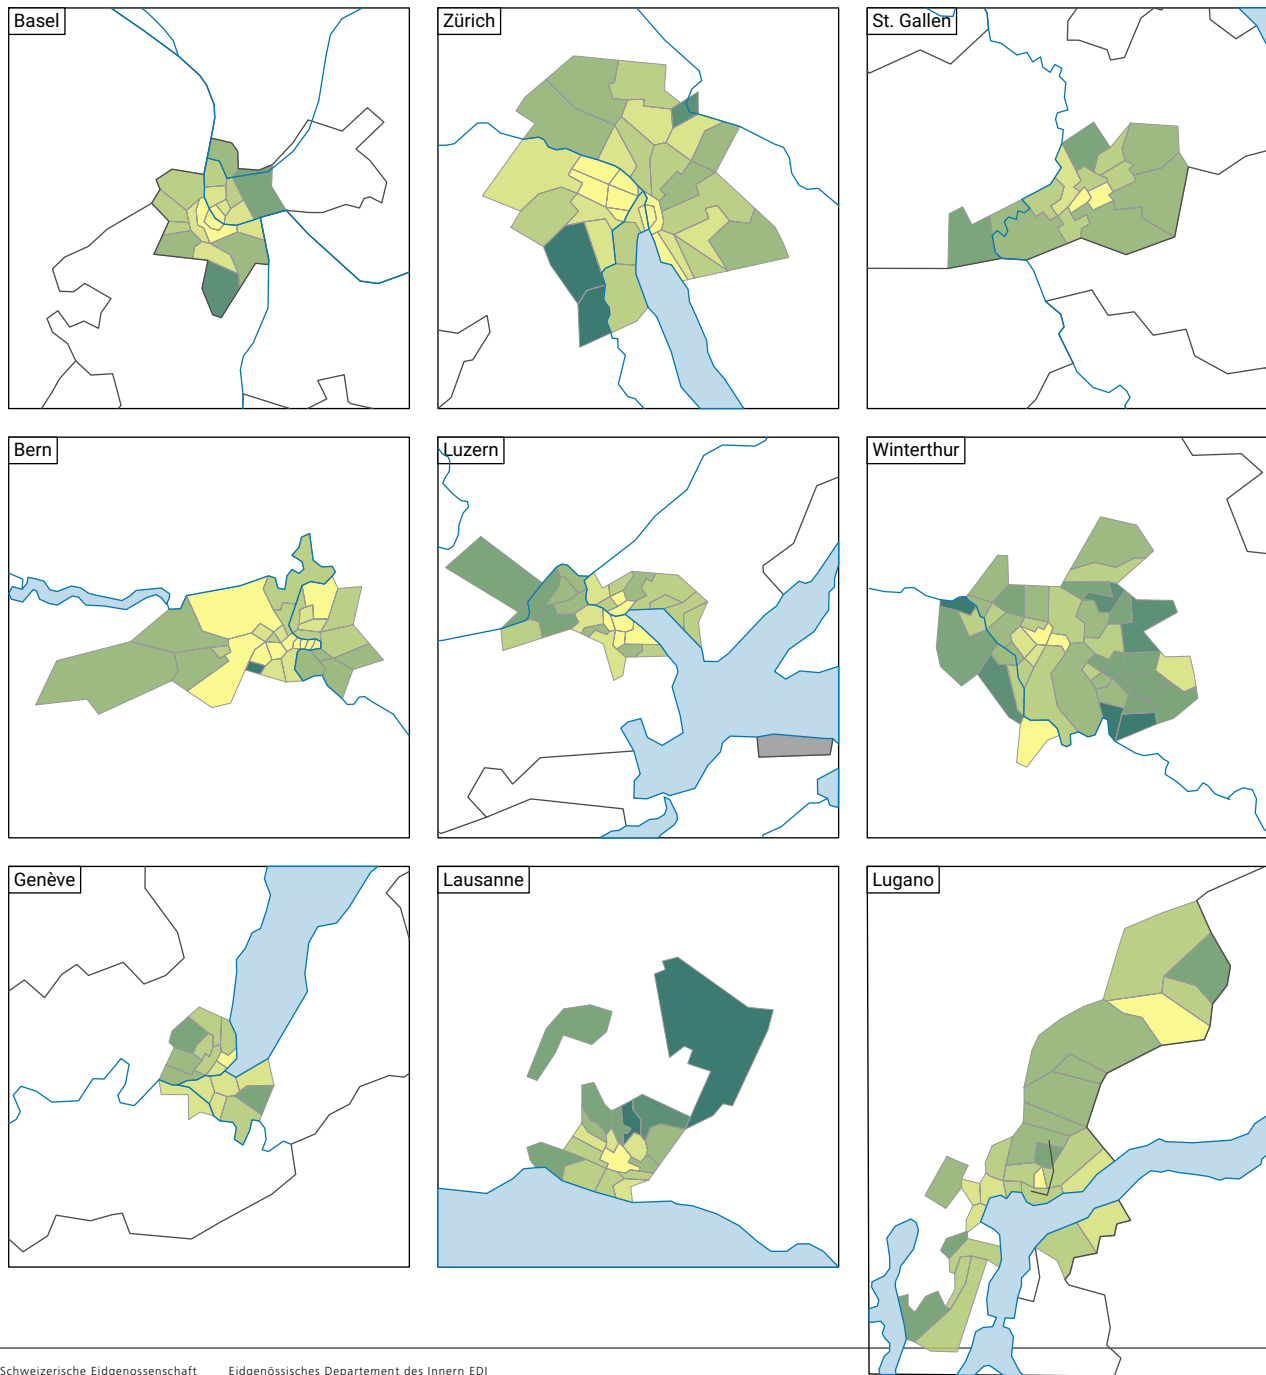 Basel
Zürich
St. Gallen
Bern
Luzern
Winterthur
Genève
Lausanne
Lugano
Schweizerische Eidgenossenschaft
Eidgenössisches Departement des Innern EDI